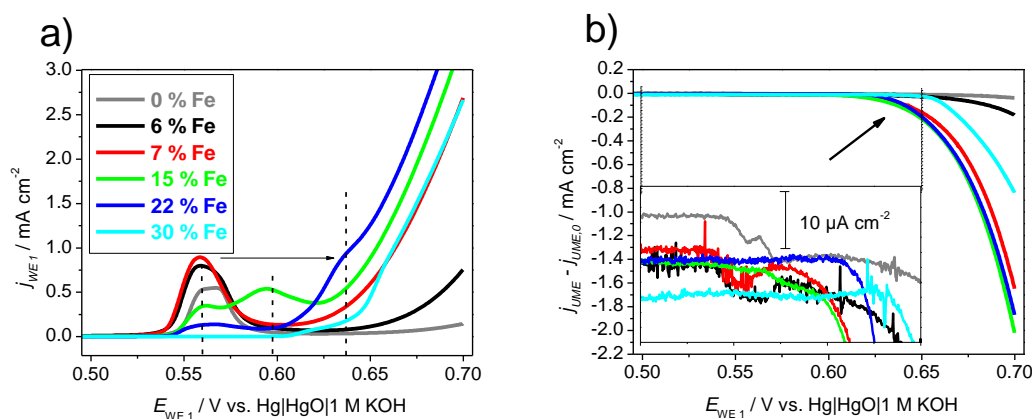 a)
3.0
2.5
2.0
1.5
1.0
0.5
0.0
j WE 1 / mA cm-2
0 % Fe
6 % Fe
7 % Fe
15 % Fe
22 % Fe
30 % Fe
0.50 0.55 0.60 0.65 0.70
E WE 1 / V vs. Hg|HgO|1 M KOH
b)
0.2
0.0
-0.2
-0.4
-0.6
-0.8
-1.0
-1.2
-1.4
-1.6
-1.8
-2.0
-2.2
j UME - j UME,0 / mA cm-2
10 µA cm-2
0.50 0.55 0.60 0.65 0.70
E WE 1 / V vs. Hg|HgO|1 M KOH